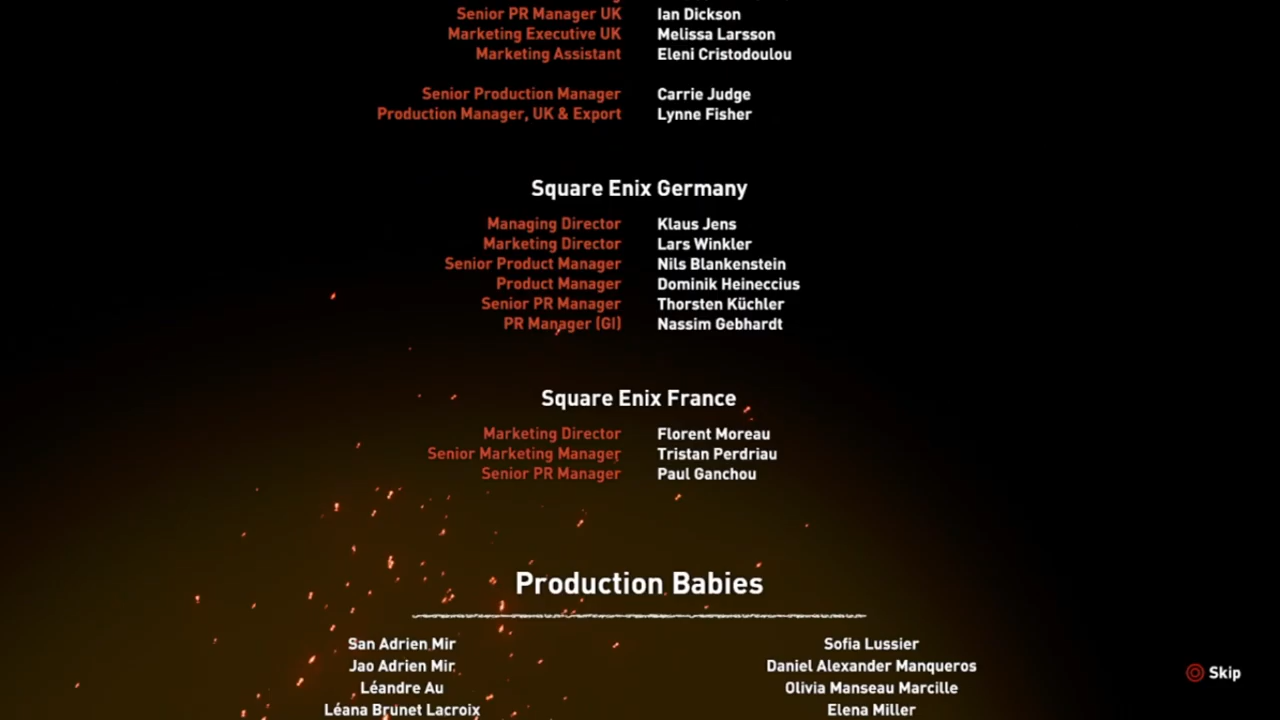 Senior PR Manager UK Ian Dickson
Marketing Executive UK Melissa Larsson
Marketing Assistant Eleni Cristodoulou
Senior Production Manager Carrie Judge
Production Manager, UK & Export Lynne Fisher
Square Enix Germany
Managing Director Klaus Jens
Marketing Director Lars Winkler
Senior Product Manager Nils Blankenstein
Product Manager Dominik Heineccius
Senior PR Manager Thorsten Küchler
PR Manager (GI) Nassim Gebhardt
Square Enix France
Marketing Director Florent Moreau
Senior Marketing Manager Tristan Perdriau
Senior PR Manager Paul Ganchou
Production Babies
San Adrien Mir Sofia Lussier
Jao Adrien Mir Daniel Alexander Manqueros
Léandre Au Olivia Manseau Marcille
Léana Brunet Lacroix Elena Miller
Skip